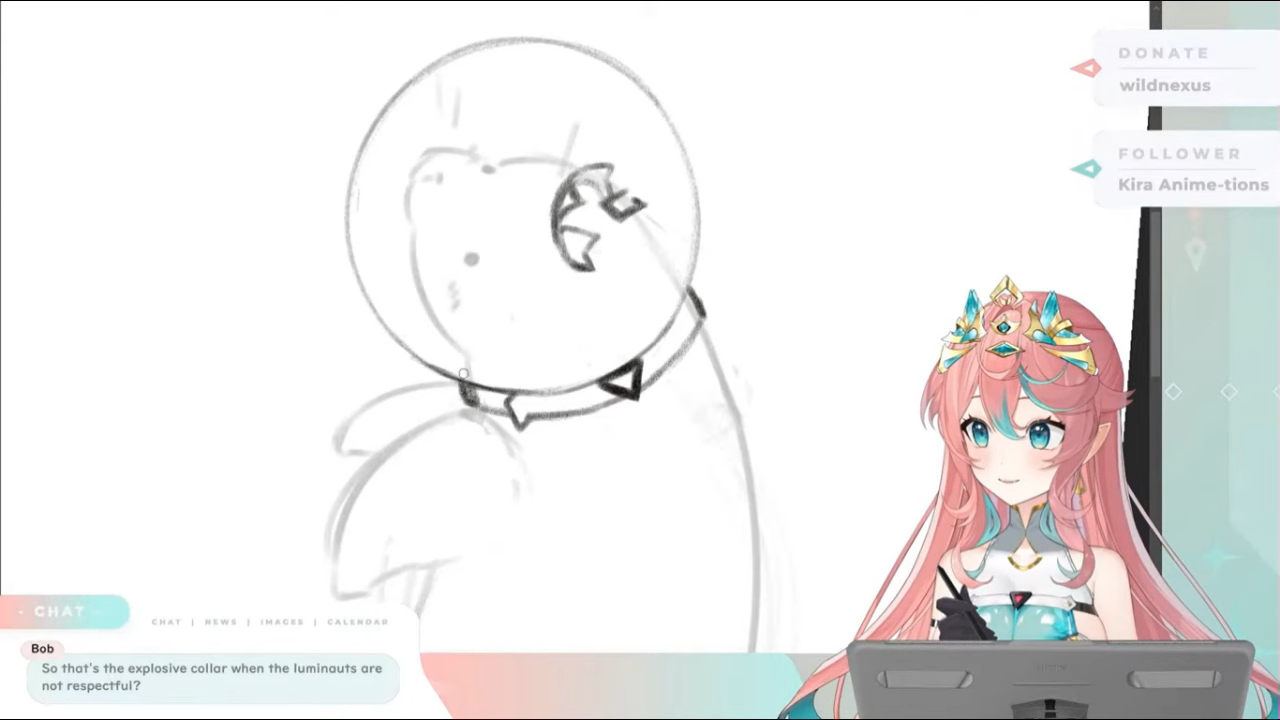 DONATE
wildnexus
FOLLOWER
Kira Anime-tions
- CHAT -
CHAT | NEWS | IMAGES | CALENDAR
Bob
So that's the explosive collar when the luminauts are
not respectful?